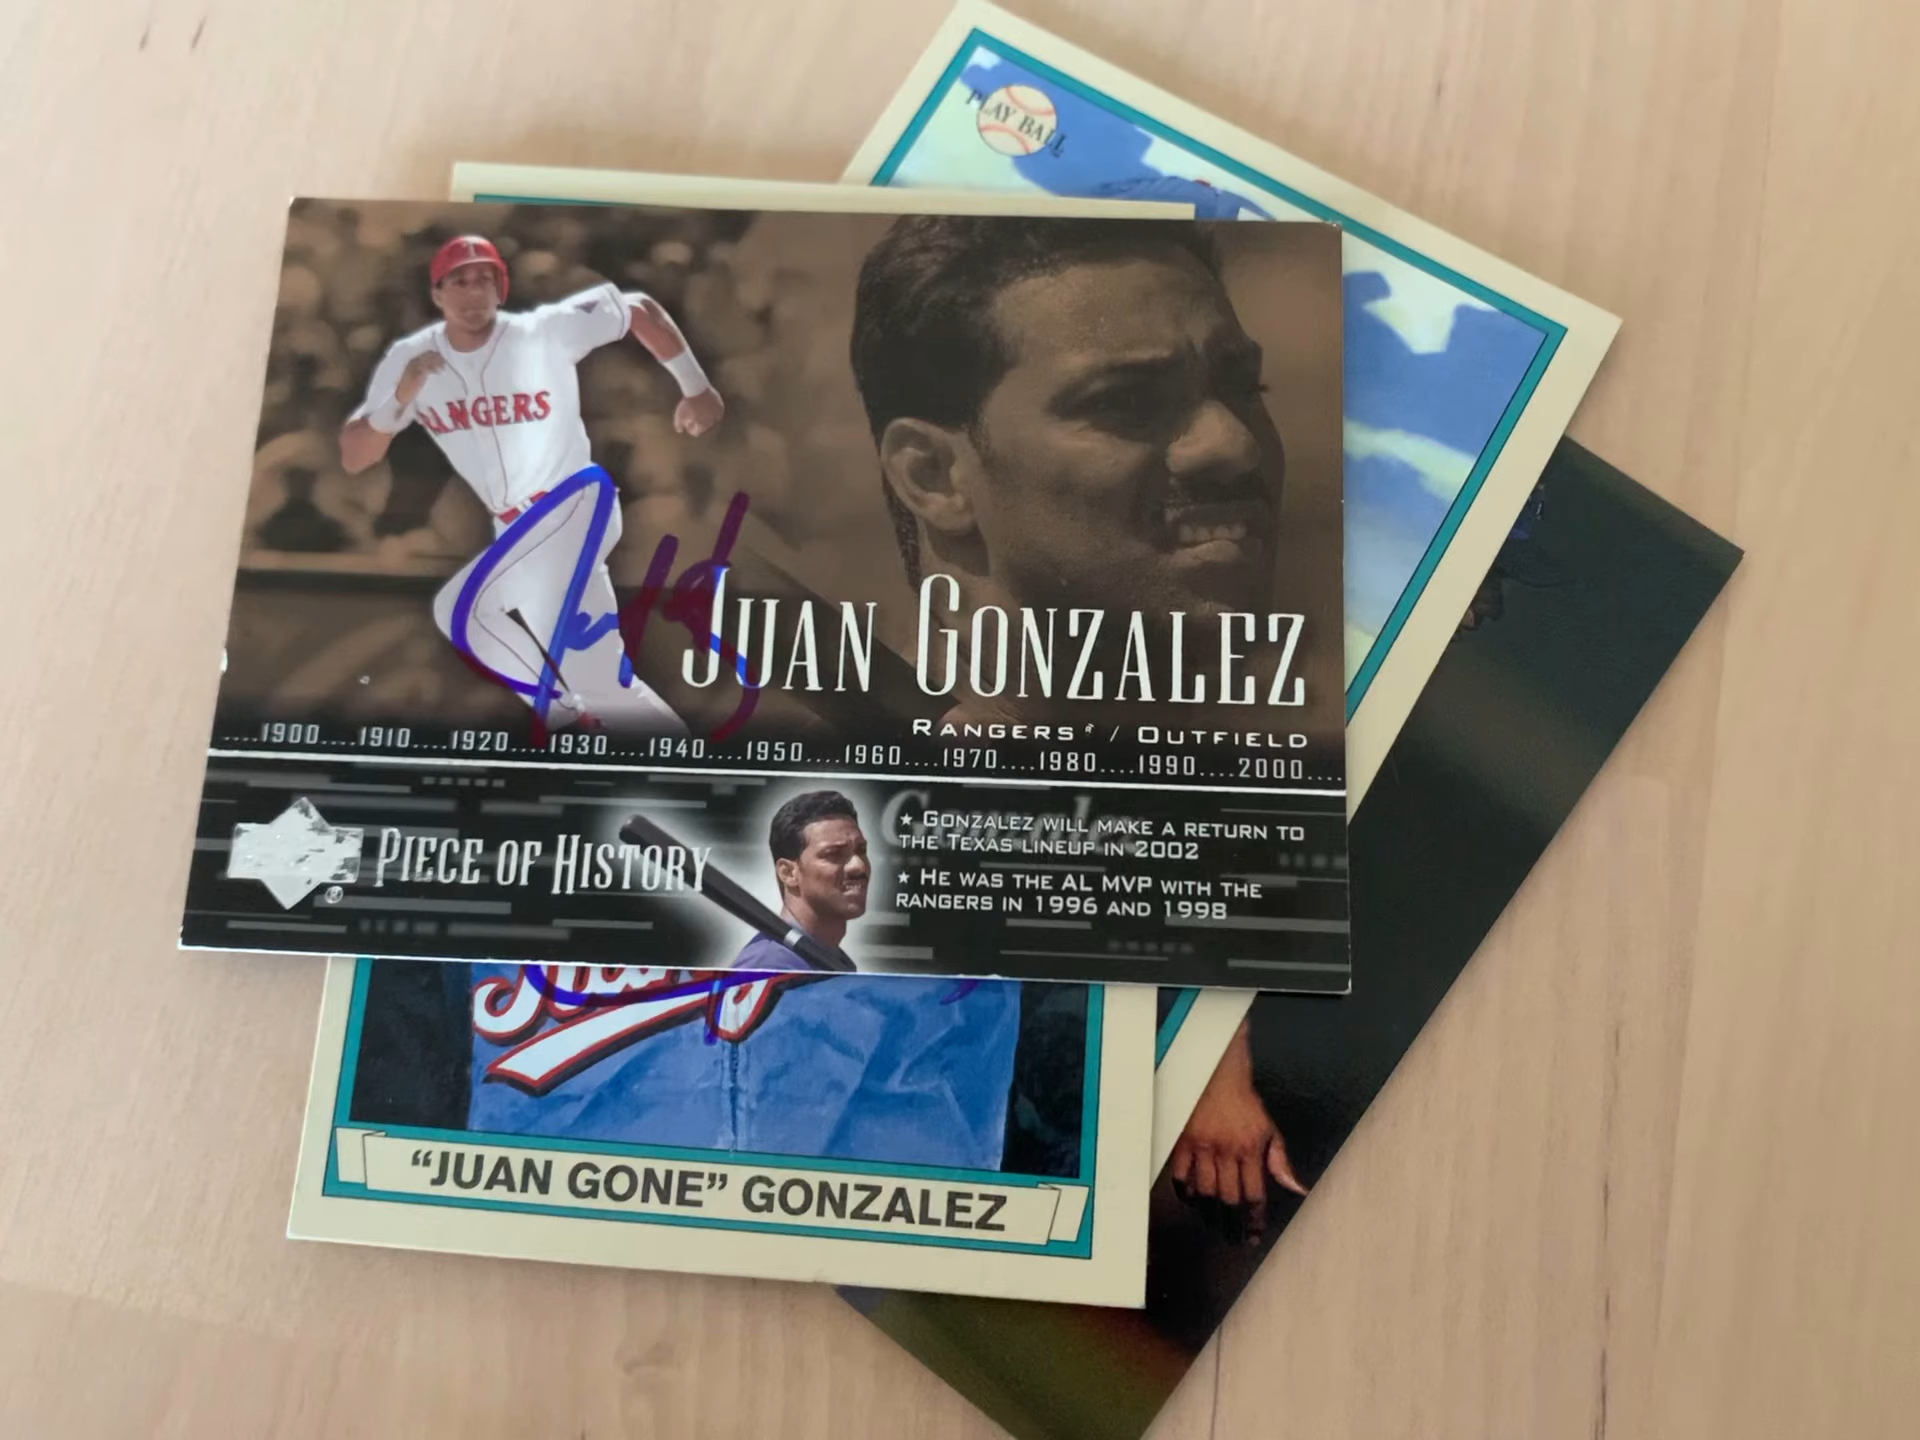 PLAY BALL
RANGERS
JUAN GONZALEZ
RANGERS / OUTFIELD
....1900....1910....1920....1930....1940....1950....1960....1970....1980....1990....2000....
PIECE OF HISTORY
Gonzalez
★ GONZALEZ WILL MAKE A RETURN TO
THE TEXAS LINEUP IN 2002
★ HE WAS THE AL MVP WITH THE
RANGERS IN 1996 AND 1998
"JUAN GONE" GONZALEZ